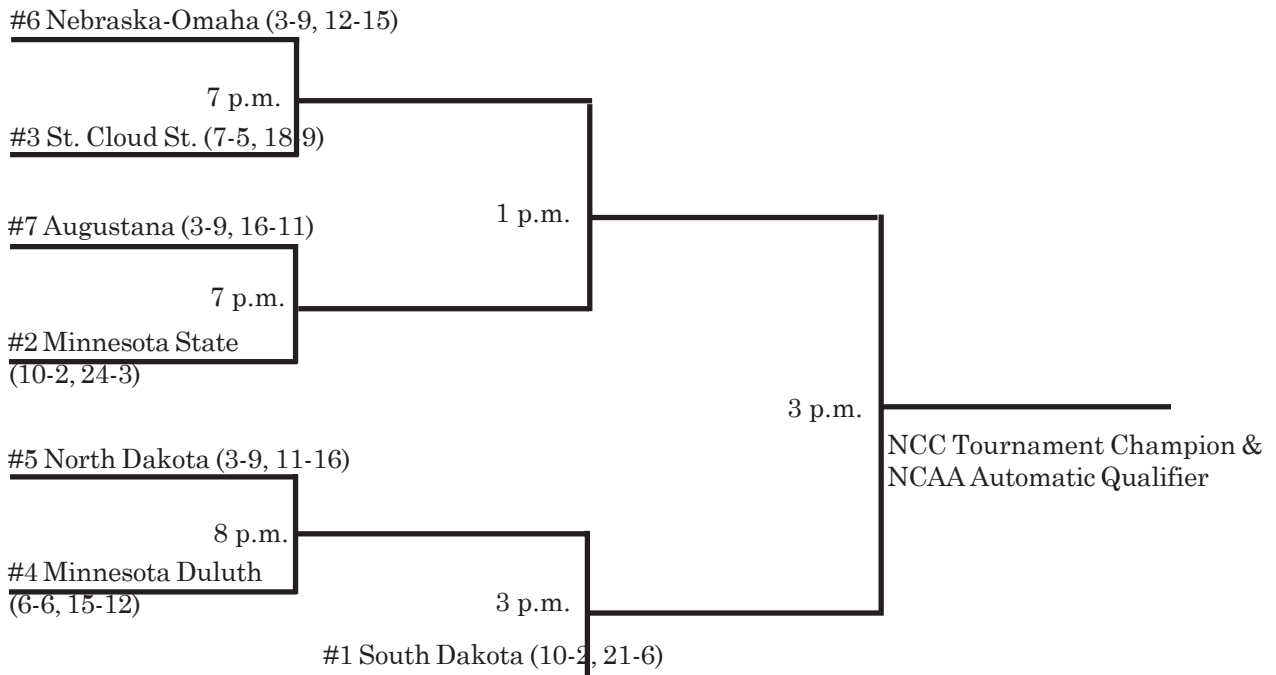 #6 Nebraska-Omaha (3-9, 12-15)
7 p.m.
#3 St. Cloud St. (7-5, 18-9)
#7 Augustana (3-9, 16-11)
1 p.m.
7 p.m.
#2 Minnesota State
(10-2, 24-3)
3 p.m.
NCC Tournament Champion &
NCAA Automatic Qualifier
#5 North Dakota (3-9, 11-16)
8 p.m.
#4 Minnesota Duluth
(6-6, 15-12)
3 p.m.
#1 South Dakota (10-2, 21-6)